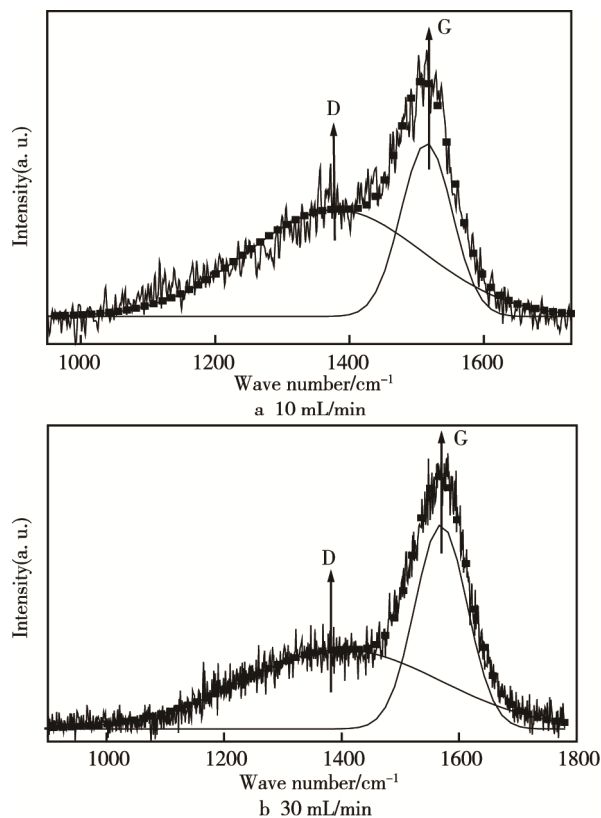 G
D
Intensity(a. u.)
1000 1200 1400 1600
Wave number/cm⁻¹
a 10 mL/min
G
D
Intensity(a. u.)
1000 1200 1400 1600 1800
Wave number/cm⁻¹
b 30 mL/min